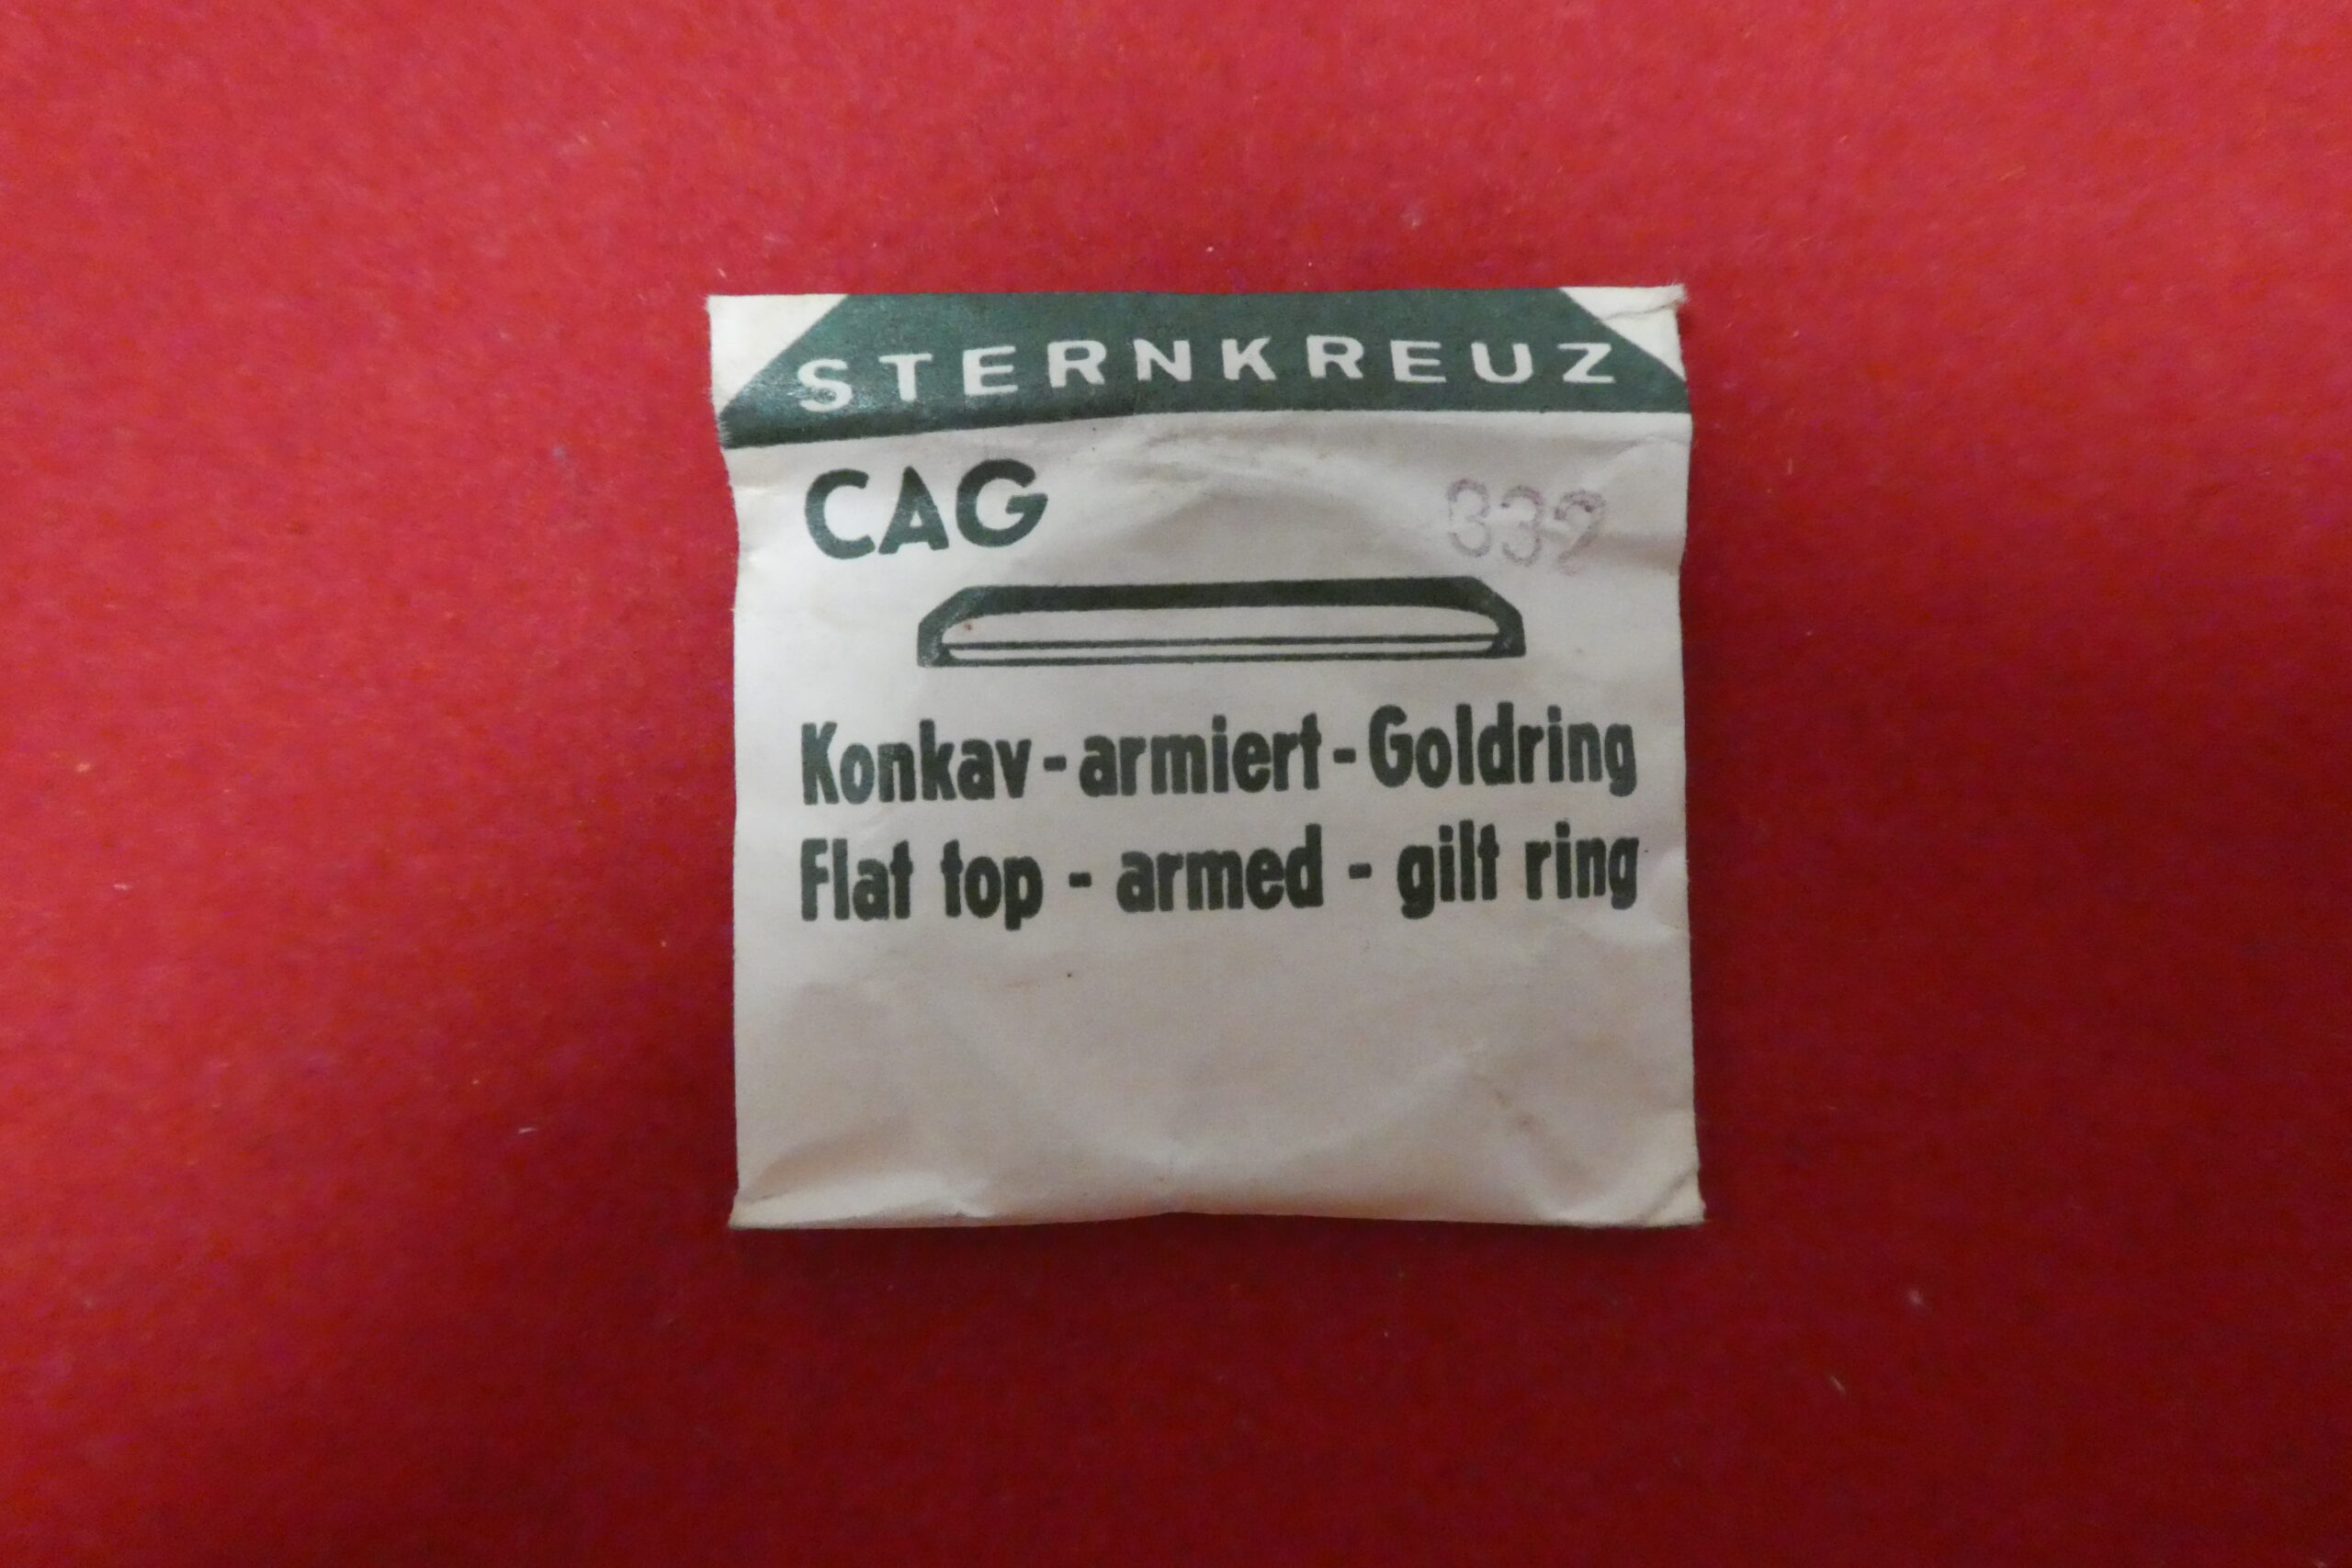 STERNKREUZ
CAG 332
Konkav-armiert-Goldring
Flat top - armed - gilt ring